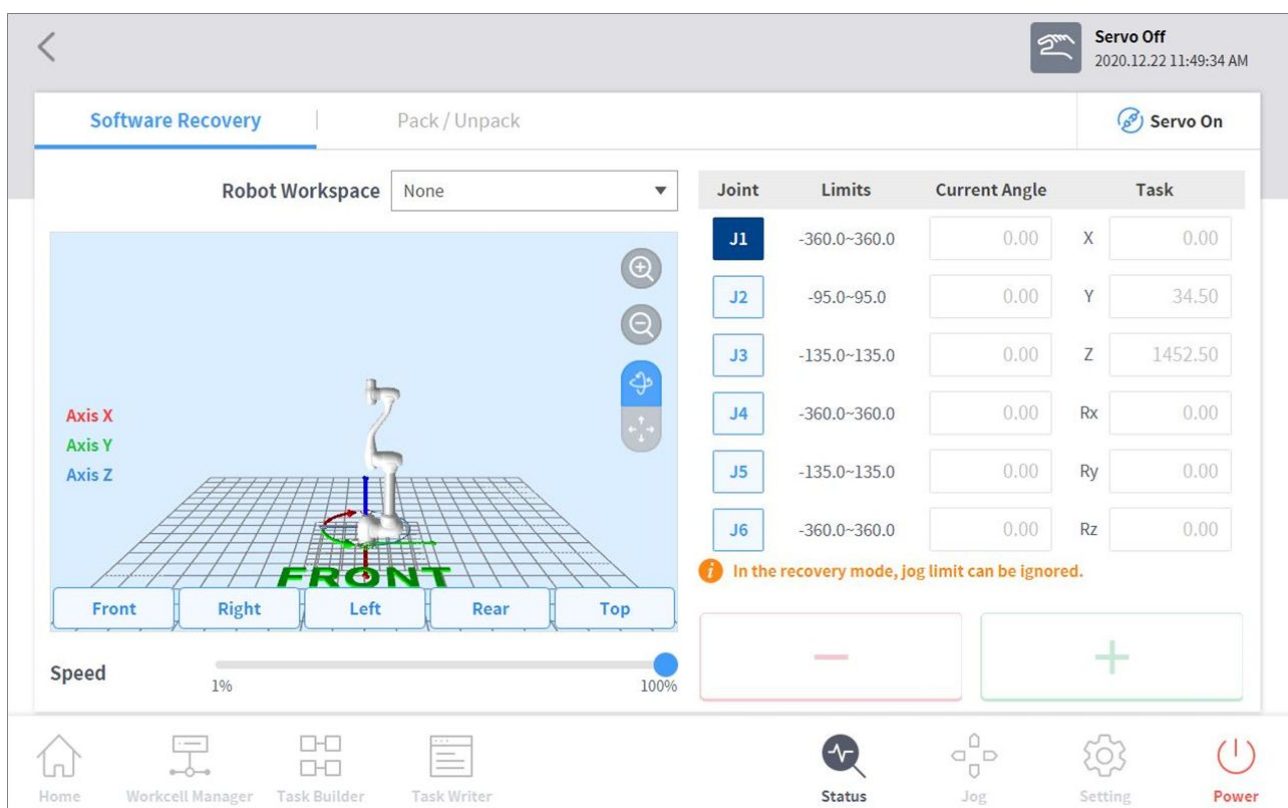 Servo Off
2020.12.22 11:49:34 AM
Software Recovery
Pack / Unpack
Servo On
Robot Workspace None
Axis X
Axis Y
Axis Z
FRONT
Front Right Left Rear Top
Speed
1% 100%
Joint Limits Current Angle Task
J1 -360.0~360.0 0.00 X 0.00
J2 -95.0~95.0 0.00 Y 34.50
J3 -135.0~135.0 0.00 Z 1452.50
J4 -360.0~360.0 0.00 Rx 0.00
J5 -135.0~135.0 0.00 Ry 0.00
J6 -360.0~360.0 0.00 Rz 0.00
i In the recovery mode, jog limit can be ignored.
− +
Home Workcell Manager Task Builder Task Writer Status Jog Setting Power